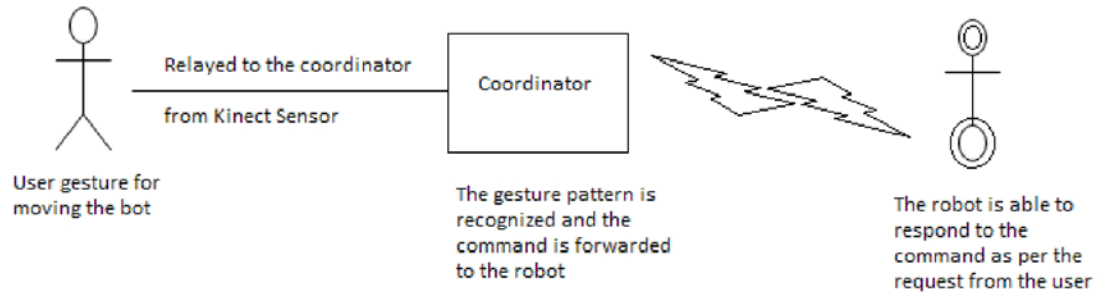 Relayed to the coordinator
from Kinect Sensor
Coordinator
User gesture for
moving the bot
The gesture pattern is
recognized and the
command is forwarded
to the robot
The robot is able to
respond to the
command as per the
request from the user